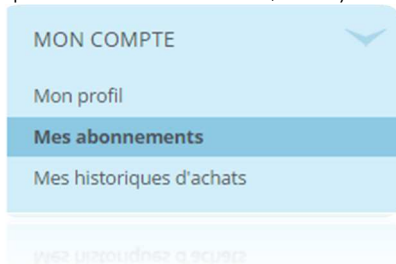 MON COMPTE
Mon profil
Mes abonnements
Mes historiques d'achats